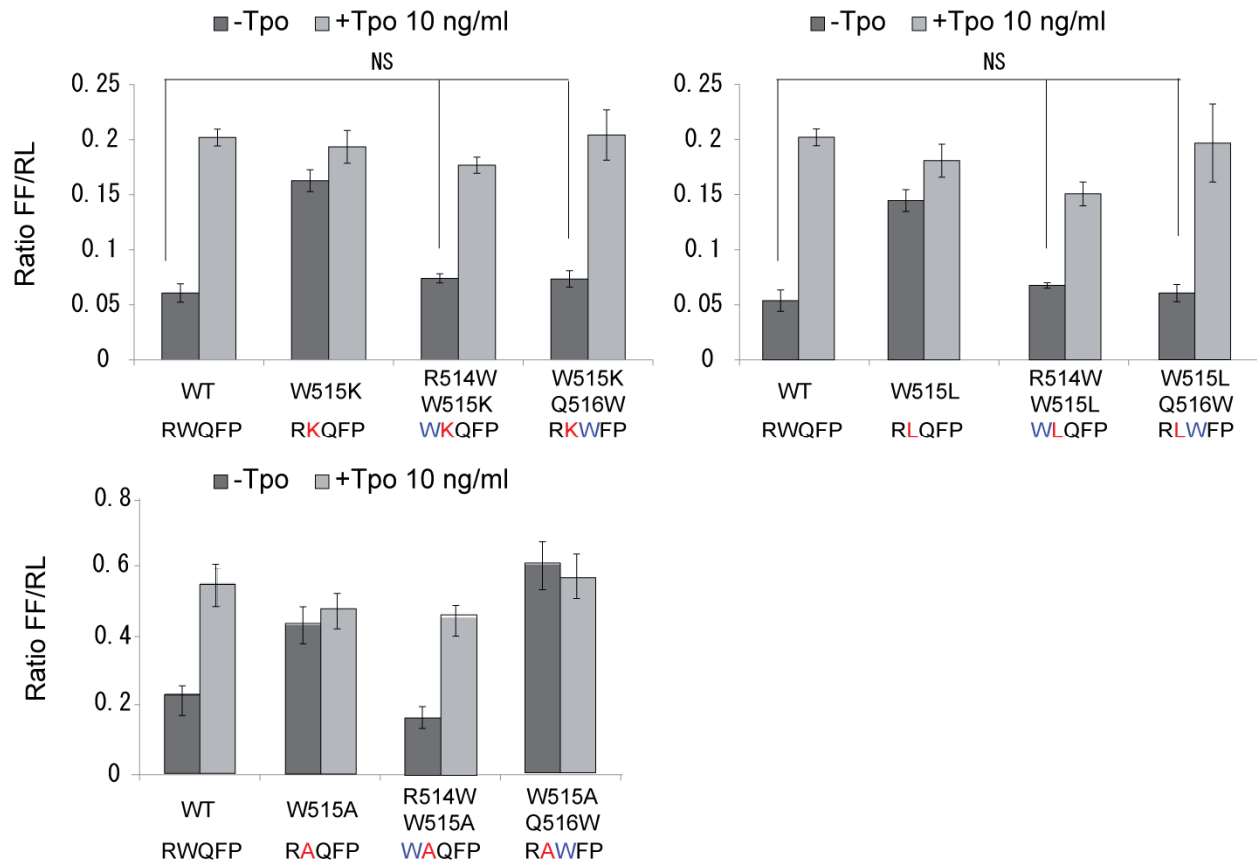 -Tpo +Tpo 10 ng/ml
NS
Ratio FF/RL
0.25
0.2
0.15
0.1
0.05
0
WT W515K R514W W515K W515K Q516W
RWQFP RKQFP WKQFP RKWFP
-Tpo +Tpo 10 ng/ml
NS
0.25
0.2
0.15
0.1
0.05
0
WT W515L R514W W515L W515L Q516W
RWQFP RLQFP WLQFP RLWFP
-Tpo +Tpo 10 ng/ml
Ratio FF/RL
0.8
0.6
0.4
0.2
0
WT W515A R514W W515A W515A Q516W
RWQFP RAQFP WAQFP RAWFP